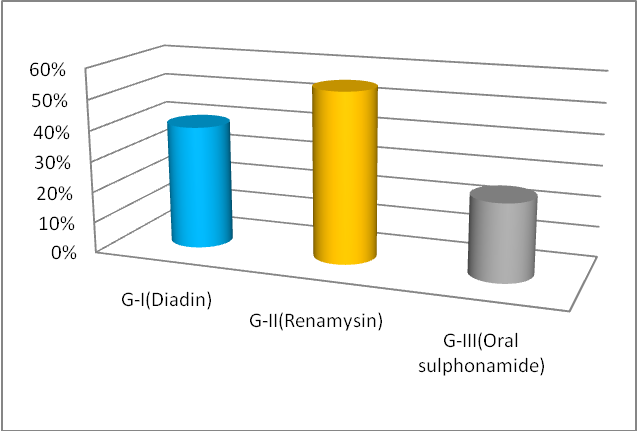 60%
50%
40%
30%
20%
10%
0%
G-I(Diadin)
G-II(Renamysin)
G-III(Oral
sulphonamide)